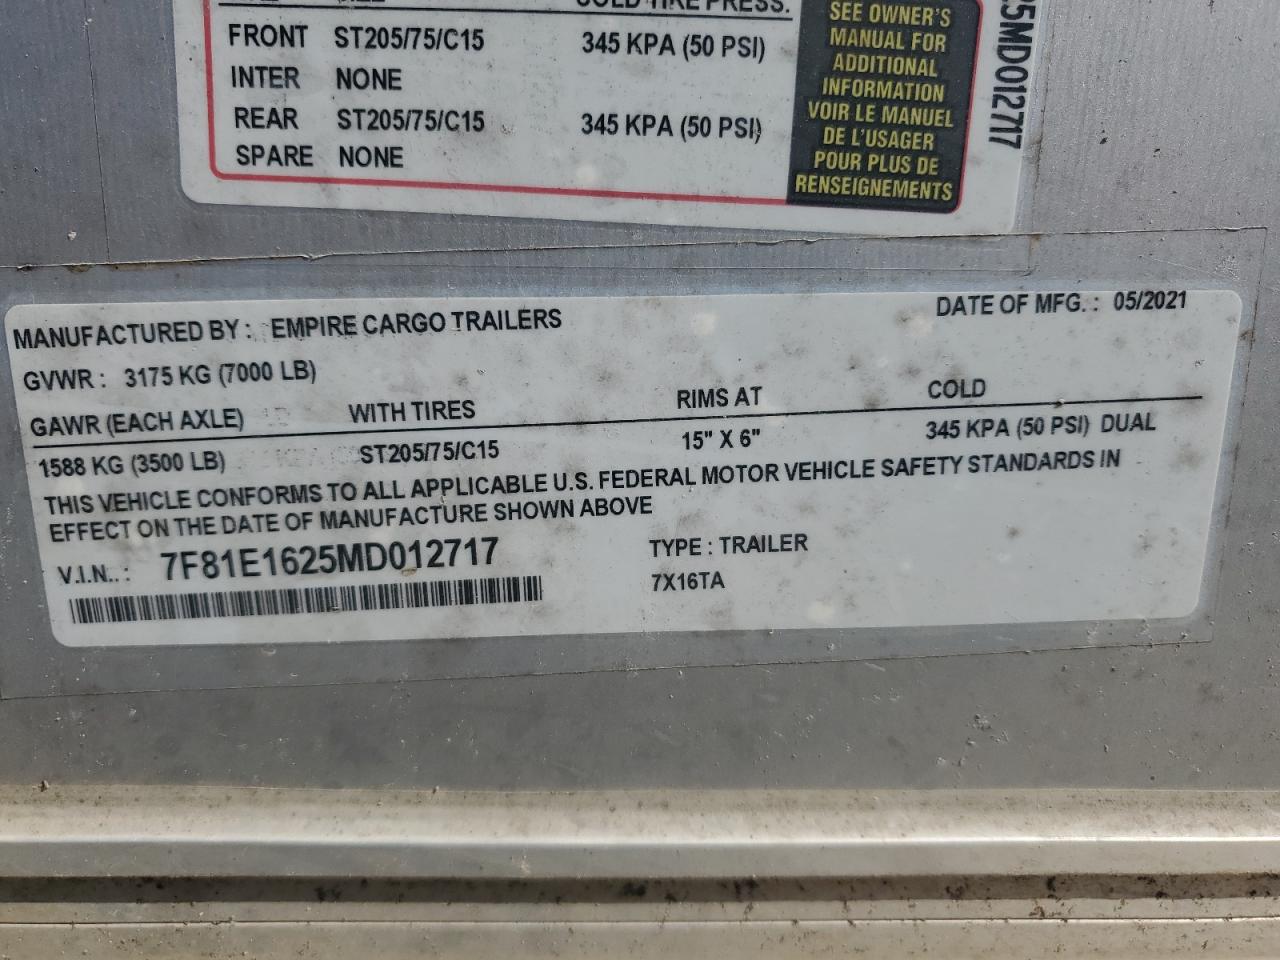 COLD TIRE PRESS.
FRONT ST205/75/C15 345 KPA (50 PSI)
INTER NONE
REAR ST205/75/C15 345 KPA (50 PSI)
SPARE NONE
SEE OWNER'S
MANUAL FOR
ADDITIONAL
INFORMATION
VOIR LE MANUEL
DE L'USAGER
POUR PLUS DE
RENSEIGNEMENTS
25MD012717
MANUFACTURED BY : EMPIRE CARGO TRAILERS DATE OF MFG. : 05/2021
GVWR : 3175 KG (7000 LB)
GAWR (EACH AXLE) WITH TIRES RIMS AT COLD
1588 KG (3500 LB) ST205/75/C15 15" X 6" 345 KPA (50 PSI) DUAL
THIS VEHICLE CONFORMS TO ALL APPLICABLE U.S. FEDERAL MOTOR VEHICLE SAFETY STANDARDS IN
EFFECT ON THE DATE OF MANUFACTURE SHOWN ABOVE
V.I.N.. : 7F81E1625MD012717 TYPE : TRAILER
7X16TA